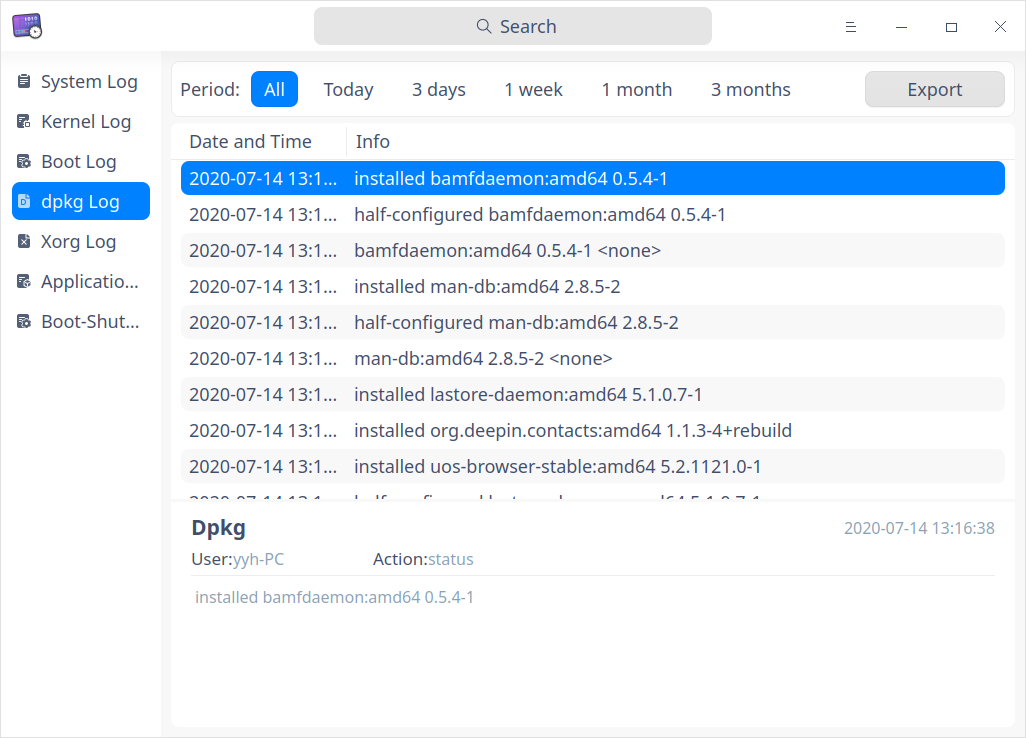 Search
System Log
Kernel Log
Boot Log
dpkg Log
Xorg Log
Applicatio...
Boot-Shut...
Period: All Today 3 days 1 week 1 month 3 months Export
Date and Time Info
2020-07-14 13:1... installed bamfdaemon:amd64 0.5.4-1
2020-07-14 13:1... half-configured bamfdaemon:amd64 0.5.4-1
2020-07-14 13:1... bamfdaemon:amd64 0.5.4-1 <none>
2020-07-14 13:1... installed man-db:amd64 2.8.5-2
2020-07-14 13:1... half-configured man-db:amd64 2.8.5-2
2020-07-14 13:1... man-db:amd64 2.8.5-2 <none>
2020-07-14 13:1... installed lastore-daemon:amd64 5.1.0.7-1
2020-07-14 13:1... installed org.deepin.contacts:amd64 1.1.3-4+rebuild
2020-07-14 13:1... installed uos-browser-stable:amd64 5.2.1121.0-1
Dpkg 2020-07-14 13:16:38
User:yyh-PC Action:status
installed bamfdaemon:amd64 0.5.4-1